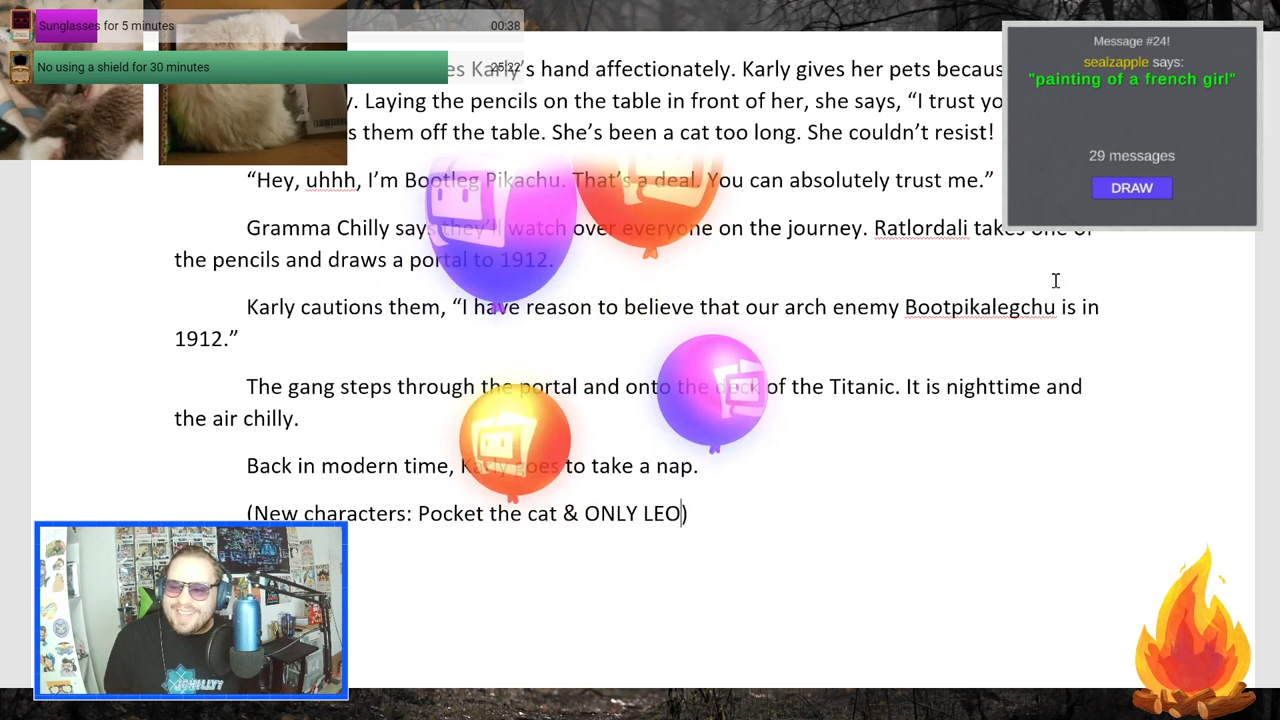 Sunglasses for 5 minutes 00:38
No using a shield for 30 minutes 25:22
Message #24!
sealzapple says:
"painting of a french girl"
29 messages
DRAW
es Karly's hand affectionately. Karly gives her pets becaus
y. Laying the pencils on the table in front of her, she says, “I trust yo
s them off the table. She’s been a cat too long. She couldn’t resist!
“Hey, uhhh, I’m Bootleg Pikachu. That’s a deal. You can absolutely trust me.”
Gramma Chilly says they’ll watch over everyone on the journey. Ratlordali takes one of
the pencils and draws a portal to 1912.
Karly cautions them, “I have reason to believe that our arch enemy Bootpikalegchu is in
1912.”
The gang steps through the portal and onto the deck of the Titanic. It is nighttime and
the air chilly.
Back in modern time, Karly goes to take a nap.
(New characters: Pocket the cat & ONLY LEO)
JCHILLYY